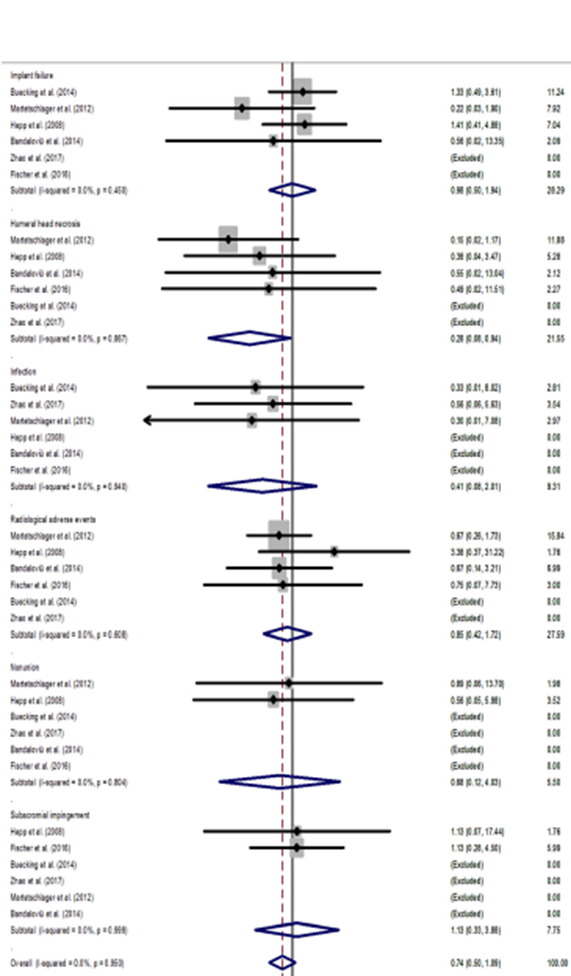 Implant failure
Buecking et al. (2014) 1.33 (0.49, 3.61) 11.24
Martetschlager et al. (2012) 0.22 (0.03, 1.90) 7.92
Hepp et al. (2008) 1.41 (0.41, 4.88) 7.04
Bandalović et al. (2014) 0.56 (0.02, 13.35) 2.09
Zhao et al. (2017) (Excluded) 0.00
Fischer et al. (2016) (Excluded) 0.00
Subtotal (I-squared = 0.0%, p = 0.450) 0.98 (0.50, 1.94) 28.29
.
Humeral head necrosis
Martetschlager et al. (2012) 0.15 (0.02, 1.17) 11.88
Hepp et al. (2008) 0.38 (0.04, 3.47) 5.28
Bandalović et al. (2014) 0.55 (0.02, 13.04) 2.12
Fischer et al. (2016) 0.49 (0.02, 11.51) 2.27
Buecking et al. (2014) (Excluded) 0.00
Zhao et al. (2017) (Excluded) 0.00
Subtotal (I-squared = 0.0%, p = 0.867) 0.28 (0.08, 0.94) 21.55
.
Infection
Buecking et al. (2014) 0.33 (0.01, 8.02) 2.81
Zhao et al. (2017) 0.56 (0.06, 5.63) 3.54
Martetschlager et al. (2012) 0.30 (0.01, 7.08) 2.97
Hepp et al. (2008) (Excluded) 0.00
Bandalović et al. (2014) (Excluded) 0.00
Fischer et al. (2016) (Excluded) 0.00
Subtotal (I-squared = 0.0%, p = 0.940) 0.41 (0.08, 2.01) 9.31
.
Radiological adverse events
Martetschlager et al. (2012) 0.67 (0.26, 1.73) 15.84
Hepp et al. (2008) 3.38 (0.37, 31.22) 1.76
Bandalović et al. (2014) 0.67 (0.14, 3.21) 6.99
Fischer et al. (2016) 0.75 (0.07, 7.73) 3.00
Buecking et al. (2014) (Excluded) 0.00
Zhao et al. (2017) (Excluded) 0.00
Subtotal (I-squared = 0.0%, p = 0.608) 0.85 (0.42, 1.72) 27.59
.
Nonunion
Martetschlager et al. (2012) 0.89 (0.06, 13.70) 1.98
Hepp et al. (2008) 0.56 (0.05, 5.98) 3.52
Buecking et al. (2014) (Excluded) 0.00
Zhao et al. (2017) (Excluded) 0.00
Bandalović et al. (2014) (Excluded) 0.00
Fischer et al. (2016) (Excluded) 0.00
Subtotal (I-squared = 0.0%, p = 0.804) 0.68 (0.12, 4.03) 5.50
.
Subacromial impingement
Hepp et al. (2008) 1.13 (0.07, 17.44) 1.76
Fischer et al. (2016) 1.13 (0.28, 4.50) 5.99
Buecking et al. (2014) (Excluded) 0.00
Zhao et al. (2017) (Excluded) 0.00
Martetschlager et al. (2012) (Excluded) 0.00
Bandalović et al. (2014) (Excluded) 0.00
Subtotal (I-squared = 0.0%, p = 0.999) 1.13 (0.33, 3.88) 7.75
.
Overall (I-squared = 0.0%, p = 0.950) 0.74 (0.50, 1.09) 100.00